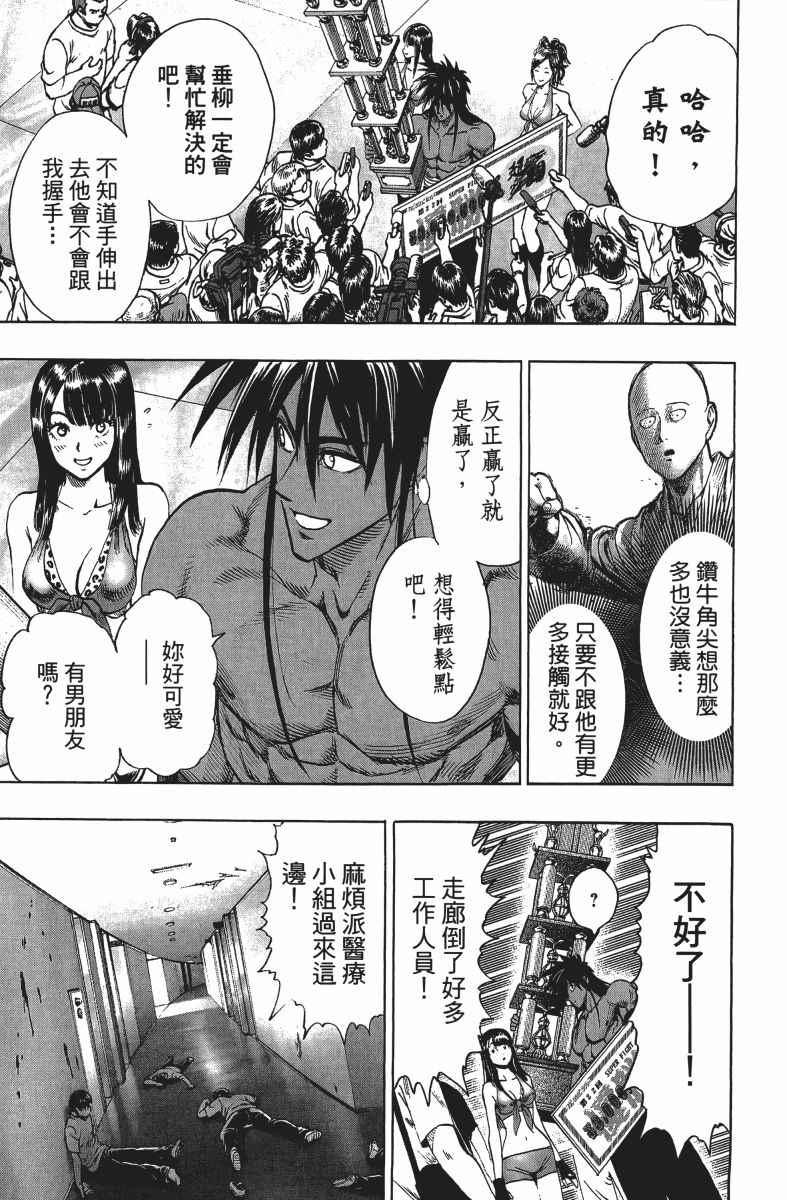 哈哈，
真的！
垂柳一定會
幫忙解決的
吧！
不知道手伸出
去他會不會跟
我握手…
SUPER FIGHT
鑽牛角尖想那麼
多也沒意義…
只要不跟他有更
多接觸就好。
反正贏了就
是贏了，
想得輕鬆點
吧！
妳好可愛
——
有男朋友
嗎？
不好了——！
？
走廊倒了好多
工作人員！
SUPER FIGHT
麻煩派醫療
小組過來這
邊！